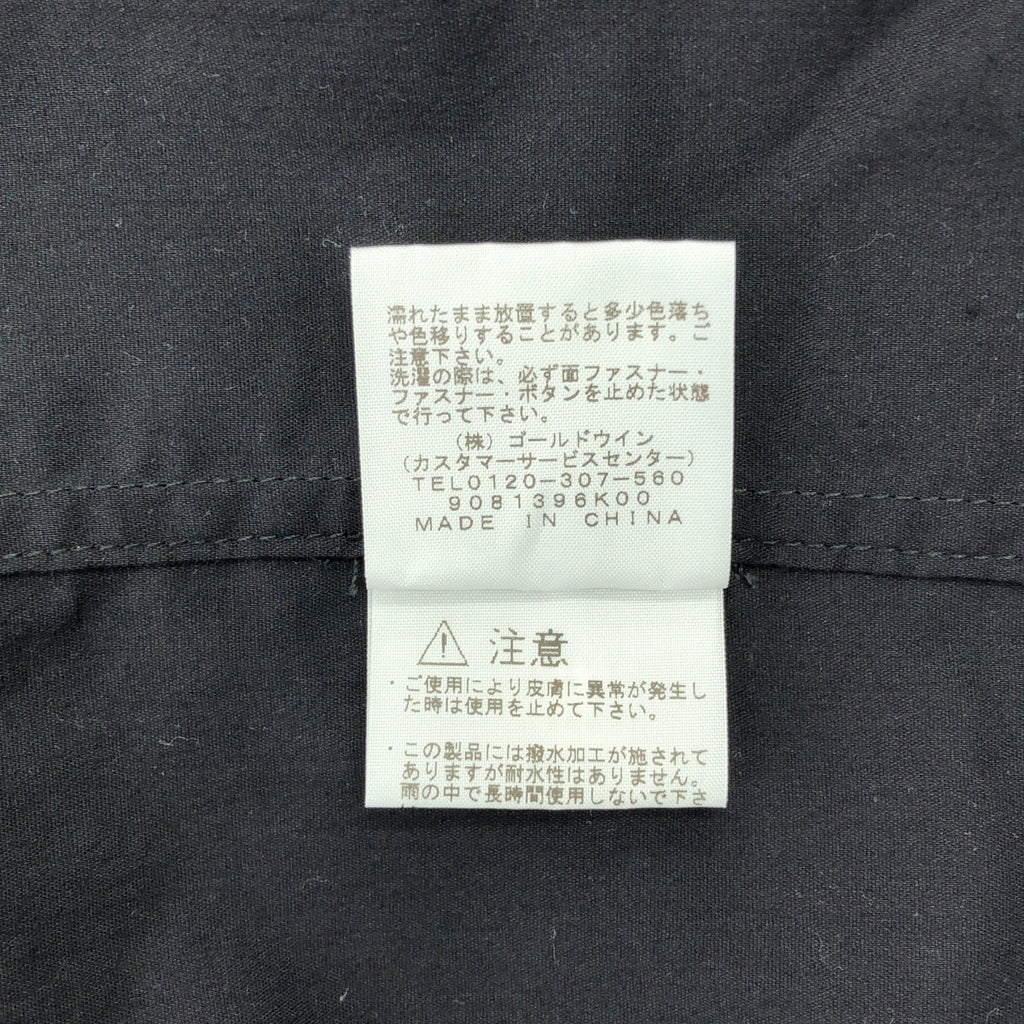 濡れたまま放置すると多少色落ち
や色移りすることがあります。ご
注意下さい。
洗濯の際は、必ず面ファスナー・
ファスナー・ボタンを止めた状態
で行って下さい。
(株)ゴールドウイン
(カスタマーサービスセンター)
TEL0120-307-560
9081396K00
MADE IN CHINA
⚠ 注意
・ご使用により皮膚に異常が発生し
た時は使用を止めて下さい。
・この製品には撥水加工が施されて
ありますが耐水性はありません。
雨の中で長時間使用しないで下さ